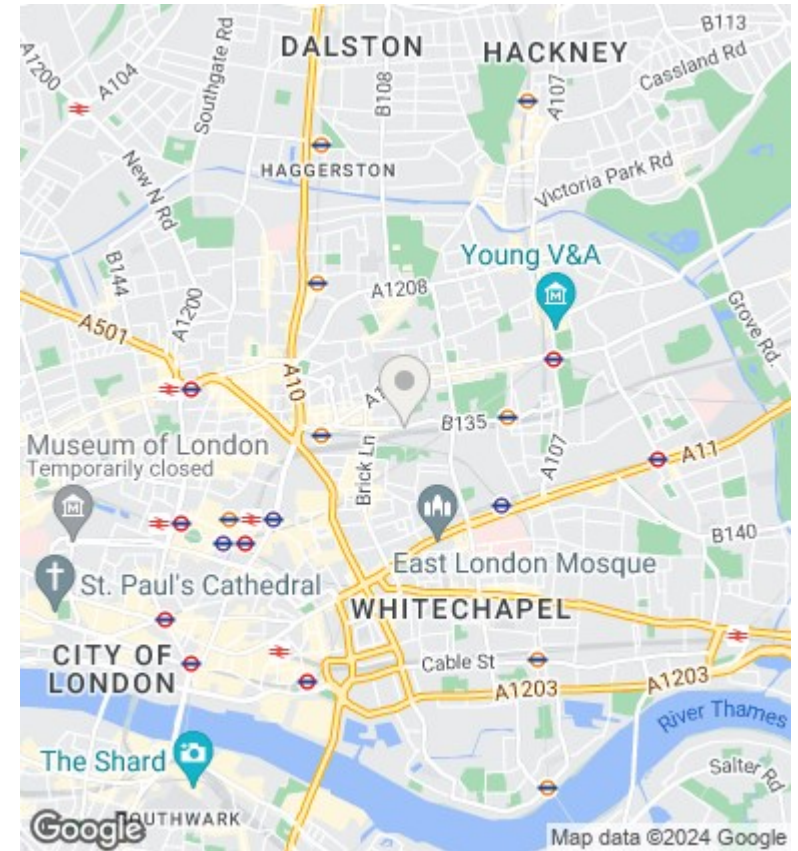 DALSTON
HACKNEY
B113
A1200
A104
Southgate Rd
B108
A107
Cassland Rd
HAGGERSTON
New N Rd
Victoria Park Rd
B144
A1200
Young V&A
A1208
A501
A10
Grove Rd.
B135
A107
A11
Museum of London
Temporarily closed
Brick Ln
B140
East London Mosque
St. Paul's Cathedral
WHITECHAPEL
CITY OF
LONDON
Cable St
A1203
A1203
River Thames
The Shard
Salter Rd
Google
Map data ©2024 Google